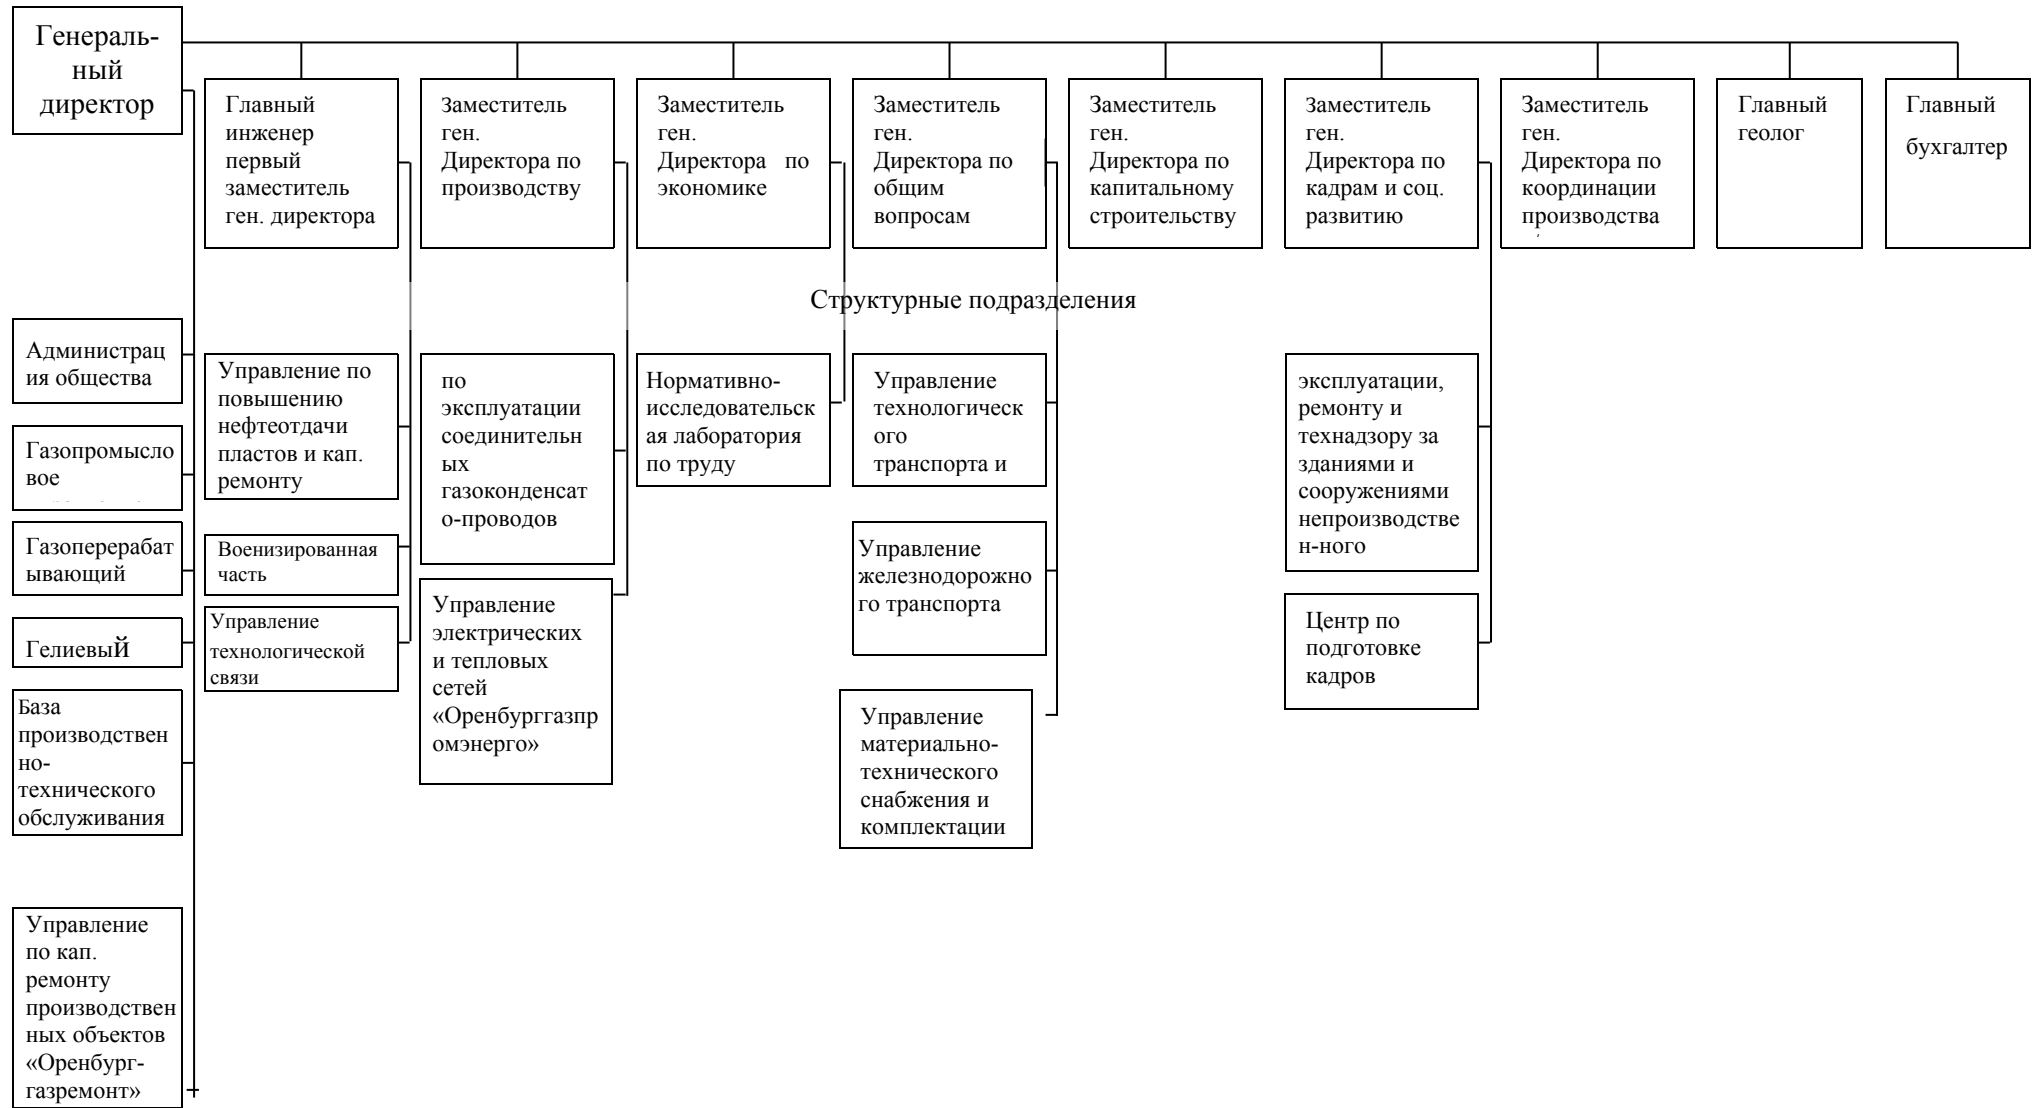 Генераль-
ный
директор
Главный
инженер
первый
заместитель
ген. директора
Заместитель
ген.
Директора по
производству
Заместитель
ген.
Директора по
экономике
Заместитель
ген.
Директора по
общим
вопросам
Заместитель
ген.
Директора по
капитальному
строительству
Заместитель
ген.
Директора по
кадрам и соц.
развитию
Заместитель
ген.
Директора по
координации
производства
Главный
геолог
Главный
бухгалтер
Структурные подразделения
Администрац
ия общества
Газопромысло
вое
Газоперерабат
ывающий
Гелиевый
База
производствен
но-
технического
обслуживания
Управление
по кап.
ремонту
производствен
ных объектов
«Оренбург-
газремонт»
Управление по
повышению
нефтеотдачи
пластов и кап.
ремонту
Военизированная
часть
Управление
технологической
связи
по
эксплуатации
соединительн
ых
газоконденсат
о-проводов
Управление
электрических
и тепловых
сетей
«Оренбурггазпр
омэнерго»
Нормативно-
исследовательск
ая лаборатория
по труду
Управление
технологическ
ого
транспорта и
Управление
железнодорожно
го транспорта
Управление
материально-
технического
снабжения и
комплектации
эксплуатации,
ремонту и
технадзору за
зданиями и
сооружениями
непроизводстве
н-ного
Центр по
подготовке
кадров